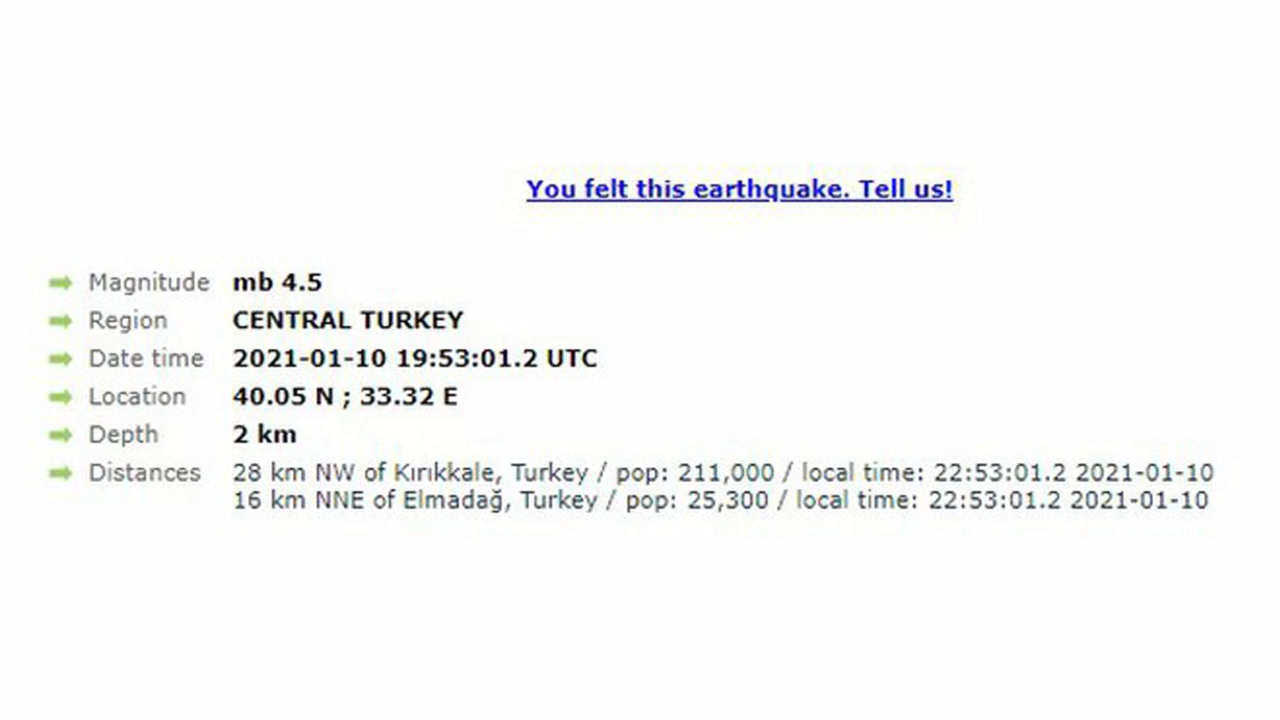 You felt this earthquake. Tell us!
Magnitude mb 4.5
Region CENTRAL TURKEY
Date time 2021-01-10 19:53:01.2 UTC
Location 40.05 N ; 33.32 E
Depth 2 km
Distances 28 km NW of Kırıkkale, Turkey / pop: 211,000 / local time: 22:53:01.2 2021-01-10
16 km NNE of Elmadağ, Turkey / pop: 25,300 / local time: 22:53:01.2 2021-01-10